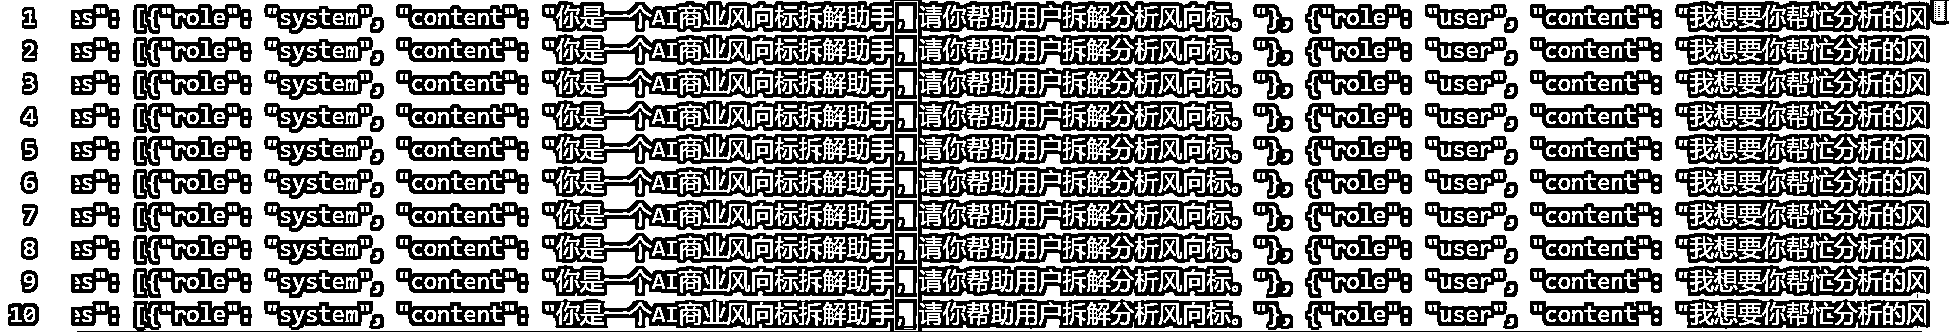 1 es": [{"role": "system", "content": "你是一个AI商业风向标拆解助手，请你帮助用户拆解分析风向标。"}, {"role": "user", "content": "我想要你帮忙分析的风
2 es": [{"role": "system", "content": "你是一个AI商业风向标拆解助手，请你帮助用户拆解分析风向标。"}, {"role": "user", "content": "我想要你帮忙分析的风
3 es": [{"role": "system", "content": "你是一个AI商业风向标拆解助手，请你帮助用户拆解分析风向标。"}, {"role": "user", "content": "我想要你帮忙分析的风
4 es": [{"role": "system", "content": "你是一个AI商业风向标拆解助手，请你帮助用户拆解分析风向标。"}, {"role": "user", "content": "我想要你帮忙分析的风
5 es": [{"role": "system", "content": "你是一个AI商业风向标拆解助手，请你帮助用户拆解分析风向标。"}, {"role": "user", "content": "我想要你帮忙分析的风
6 es": [{"role": "system", "content": "你是一个AI商业风向标拆解助手，请你帮助用户拆解分析风向标。"}, {"role": "user", "content": "我想要你帮忙分析的风
7 es": [{"role": "system", "content": "你是一个AI商业风向标拆解助手，请你帮助用户拆解分析风向标。"}, {"role": "user", "content": "我想要你帮忙分析的风
8 es": [{"role": "system", "content": "你是一个AI商业风向标拆解助手，请你帮助用户拆解分析风向标。"}, {"role": "user", "content": "我想要你帮忙分析的风
9 es": [{"role": "system", "content": "你是一个AI商业风向标拆解助手，请你帮助用户拆解分析风向标。"}, {"role": "user", "content": "我想要你帮忙分析的风
10 es": [{"role": "system", "content": "你是一个AI商业风向标拆解助手，请你帮助用户拆解分析风向标。"}, {"role": "user", "content": "我想要你帮忙分析的风